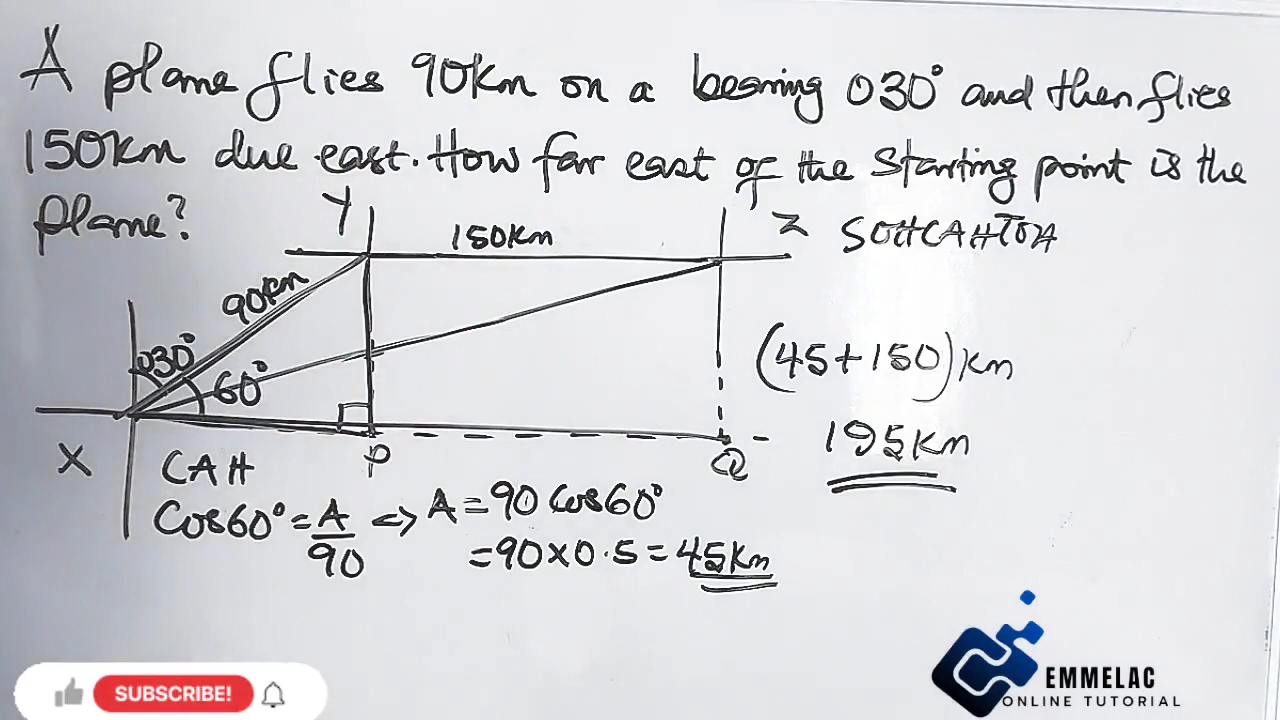 A plane flies 90km on a bearing 030° and then flies
150km due east. How far east of the starting point is the
plane?
Y
150km
Z
SOHCAHTOA
90km
030°
60°
(45+150)km
195km
X
P
Q
CAH
Cos60° = A/90 <=> A = 90 Cos60°
= 90 x 0.5 = 45km
SUBSCRIBE!
EMMELAC
ONLINE TUTORIAL